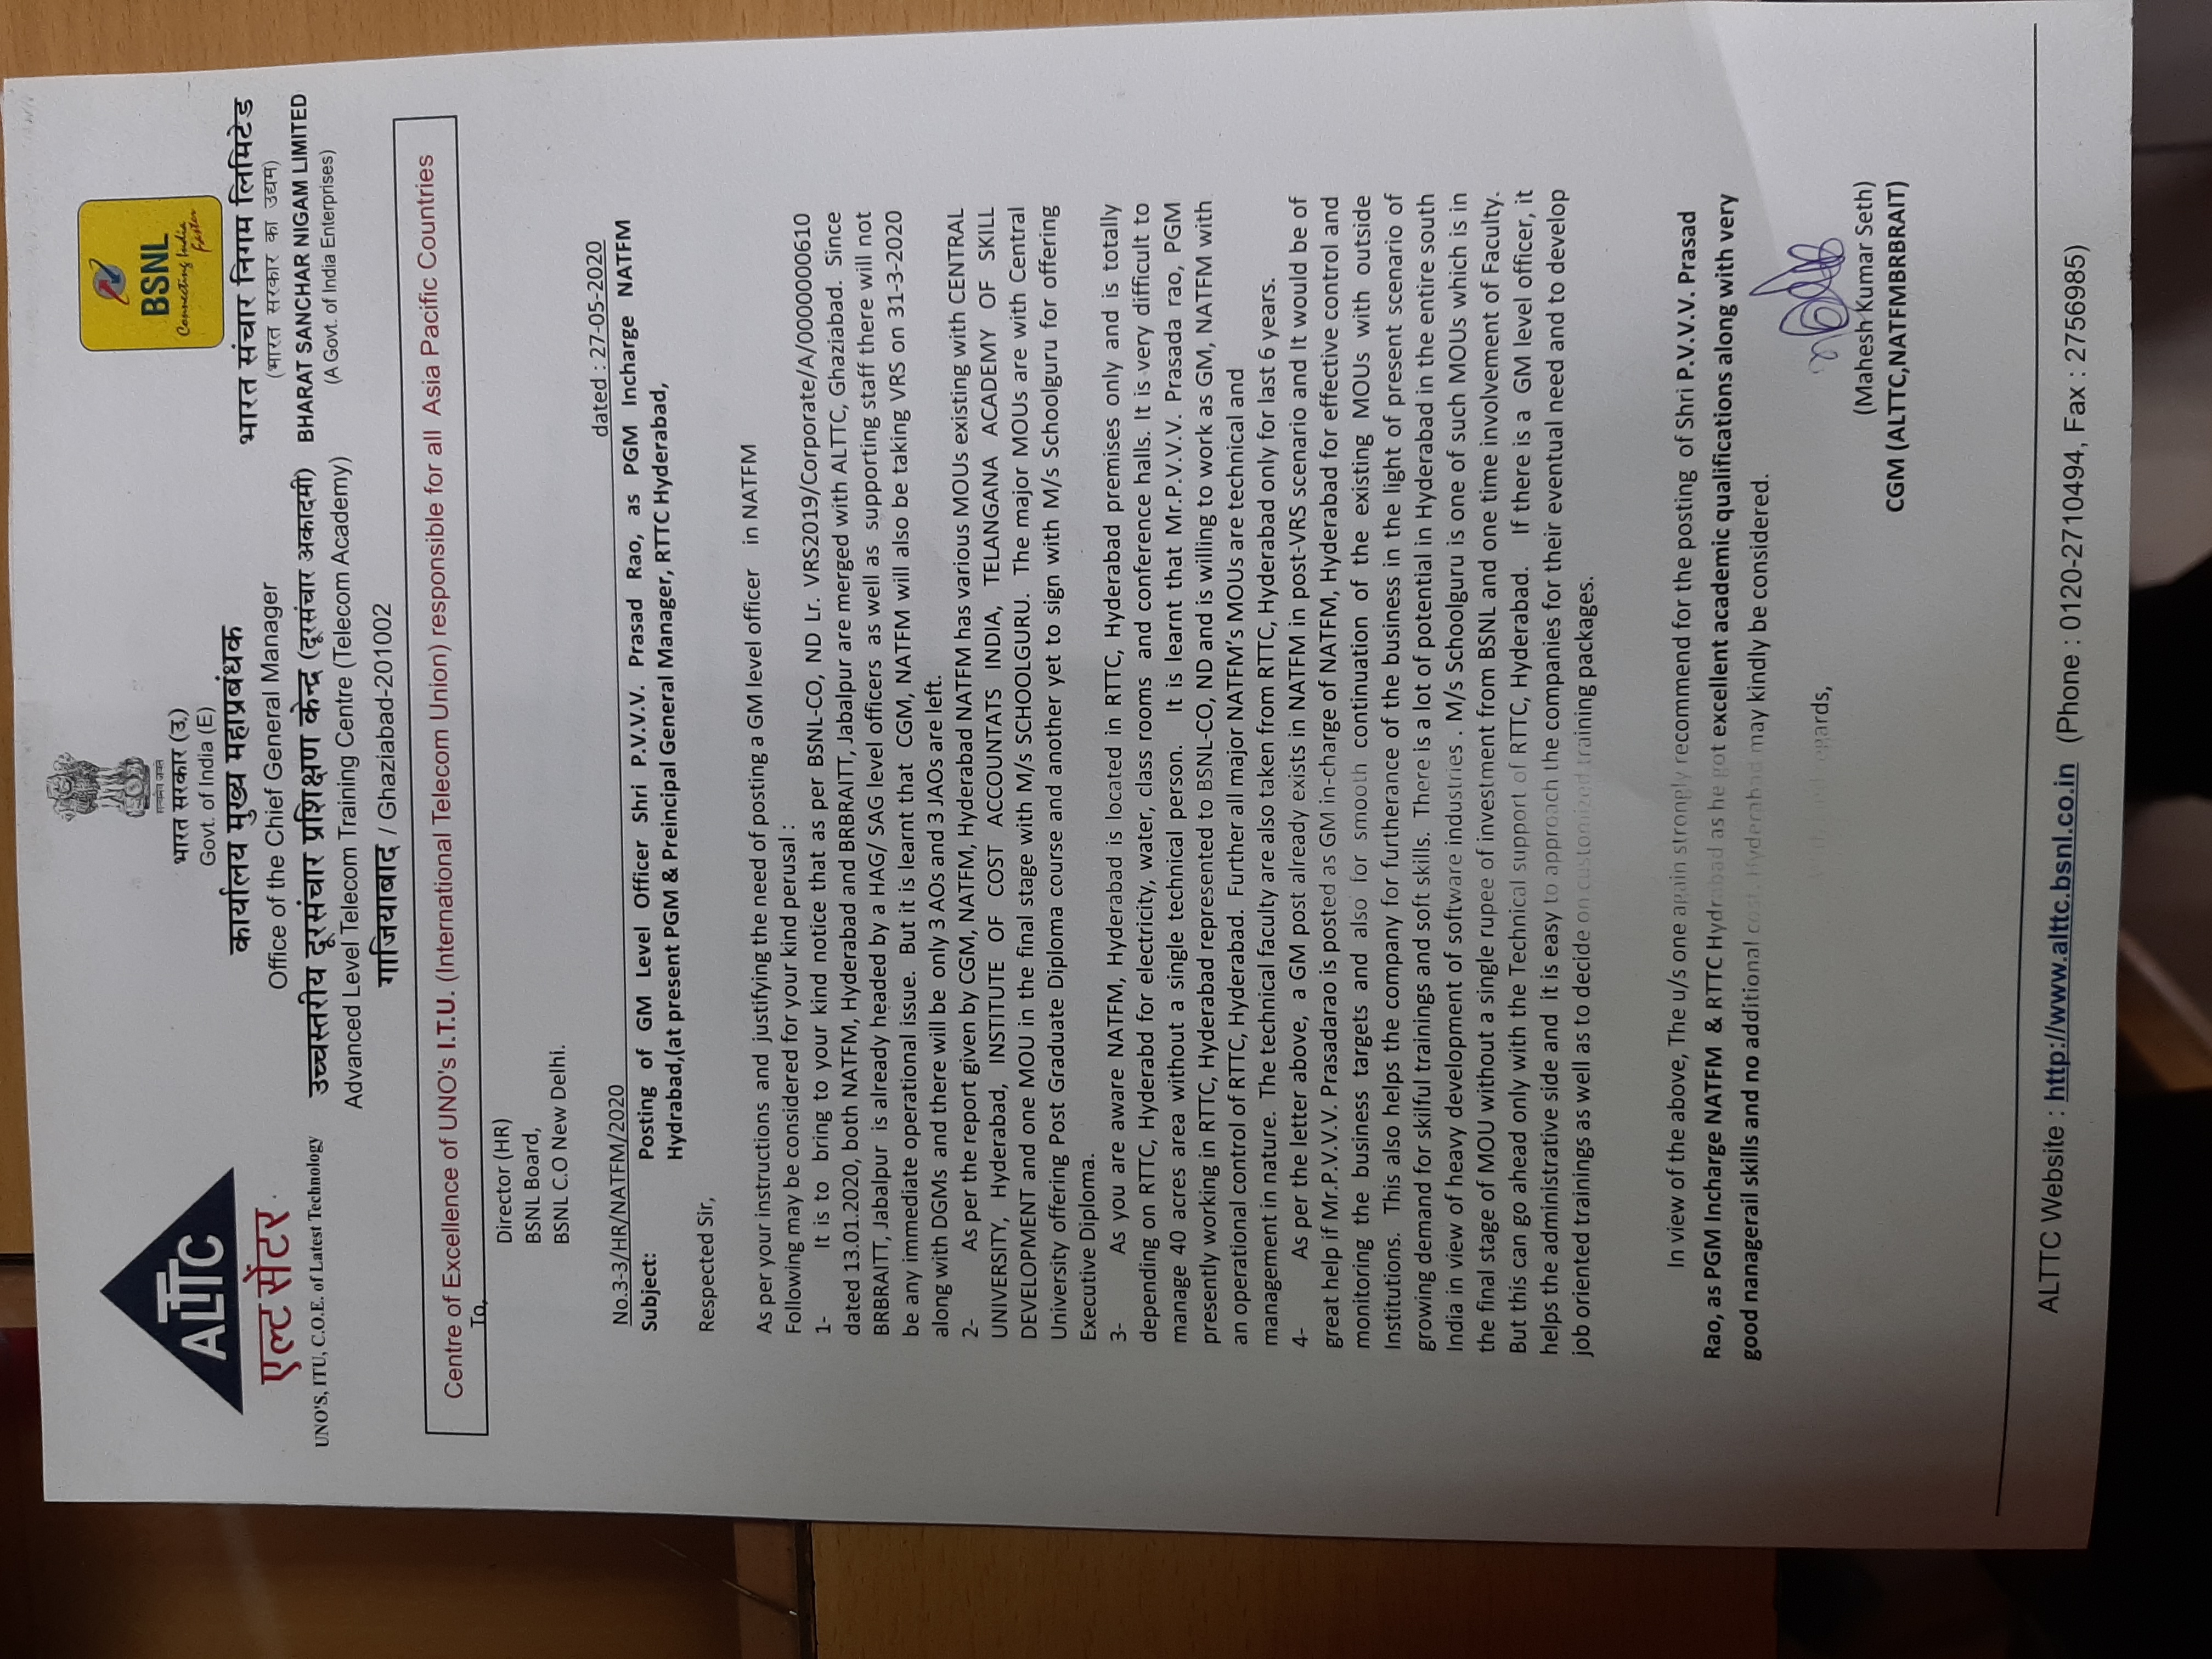 ALTTC
एल्ट सेंटर
UNO'S, ITU, C.O.E. of Latest Technology
सत्यमेव जयते
भारत सरकार (उ.)
Govt. of India (E)
कार्यालय मुख्य महाप्रबंधक
Office of the Chief General Manager
उच्चस्तरीय दूरसंचार प्रशिक्षण केन्द्र (दूरसंचार अकादमी)
Advanced Level Telecom Training Centre (Telecom Academy)
गाजियाबाद / Ghaziabad-201002
BSNL
Connecting India
Faster
भारत संचार निगम लिमिटेड
(भारत सरकार का उद्यम)
BHARAT SANCHAR NIGAM LIMITED
(A Govt. of India Enterprises)
Centre of Excellence of UNO's I.T.U. (International Telecom Union) responsible for all Asia Pacific Countries
To,
Director (HR)
BSNL Board,
BSNL C.O New Delhi.
No.3-3/HR/NATFM/2020 dated : 27-05-2020
Subject: Posting of GM Level Officer Shri P.V.V.V. Prasad Rao, as PGM Incharge NATFM
Hydrabad,(at present PGM & Preincipal General Manager, RTTC Hyderabad,
Respected Sir,
As per your instructions and justifying the need of posting a GM level officer in NATFM
Following may be considered for your kind perusal :
1- It is to bring to your kind notice that as per BSNL-CO, ND Lr. VRS2019/Corporate/A/0000000610
dated 13.01.2020, both NATFM, Hyderabad and BRBRAITT, Jabalpur are merged with ALTTC, Ghaziabad. Since
BRBRAITT, Jabalpur is already headed by a HAG/ SAG level officers as well as supporting staff there will not
be any immediate operational issue. But it is learnt that CGM, NATFM will also be taking VRS on 31-3-2020
along with DGMs and there will be only 3 AOs and 3 JAOs are left.
2- As per the report given by CGM, NATFM, Hyderabad NATFM has various MOUs existing with CENTRAL
UNIVERSITY, Hyderabad, INSTITUTE OF COST ACCOUNTATS INDIA, TELANGANA ACADEMY OF SKILL
DEVELOPMENT and one MOU in the final stage with M/s SCHOOLGURU. The major MOUs are with Central
University offering Post Graduate Diploma course and another yet to sign with M/s Schoolguru for offering
Executive Diploma.
3- As you are aware NATFM, Hyderabad is located in RTTC, Hyderabad premises only and is totally
depending on RTTC, Hyderabd for electricity, water, class rooms and conference halls. It is very difficult to
manage 40 acres area without a single technical person. It is learnt that Mr.P.V.V.V. Prasada rao, PGM
presently working in RTTC, Hyderabad represented to BSNL-CO, ND and is willing to work as GM, NATFM with
an operational control of RTTC, Hyderabad. Further all major NATFM's MOUs are technical and
management in nature. The technical faculty are also taken from RTTC, Hyderabad only for last 6 years.
4- As per the letter above, a GM post already exists in NATFM in post-VRS scenario and It would be of
great help if Mr.P.V.V.V. Prasadarao is posted as GM in-charge of NATFM, Hyderabad for effective control and
monitoring the business targets and also for smooth continuation of the existing MOUs with outside
Institutions. This also helps the company for furtherance of the business in the light of present scenario of
growing demand for skilful trainings and soft skills. There is a lot of potential in Hyderabad in the entire south
India in view of heavy development of software industries . M/s Schoolguru is one of such MOUs which is in
the final stage of MOU without a single rupee of investment from BSNL and one time involvement of Faculty.
But this can go ahead only with the Technical support of RTTC, Hyderabad. If there is a GM level officer, it
helps the administrative side and it is easy to approach the companies for their eventual need and to develop
job oriented trainings as well as to decide on customized training packages.
In view of the above, The u/s one again strongly recommend for the posting of Shri P.V.V.V. Prasad
Rao, as PGM Incharge NATFM & RTTC Hydrabad as he got excellent academic qualifications along with very
good nanagerail skills and no additional cost. Hyderabad may kindly be considered.
regards,
(Mahesh Kumar Seth)
CGM (ALTTC,NATFMBRBRAIT)
ALTTC Website : http://www.alttc.bsnl.co.in (Phone : 0120-2710494, Fax : 2756985)